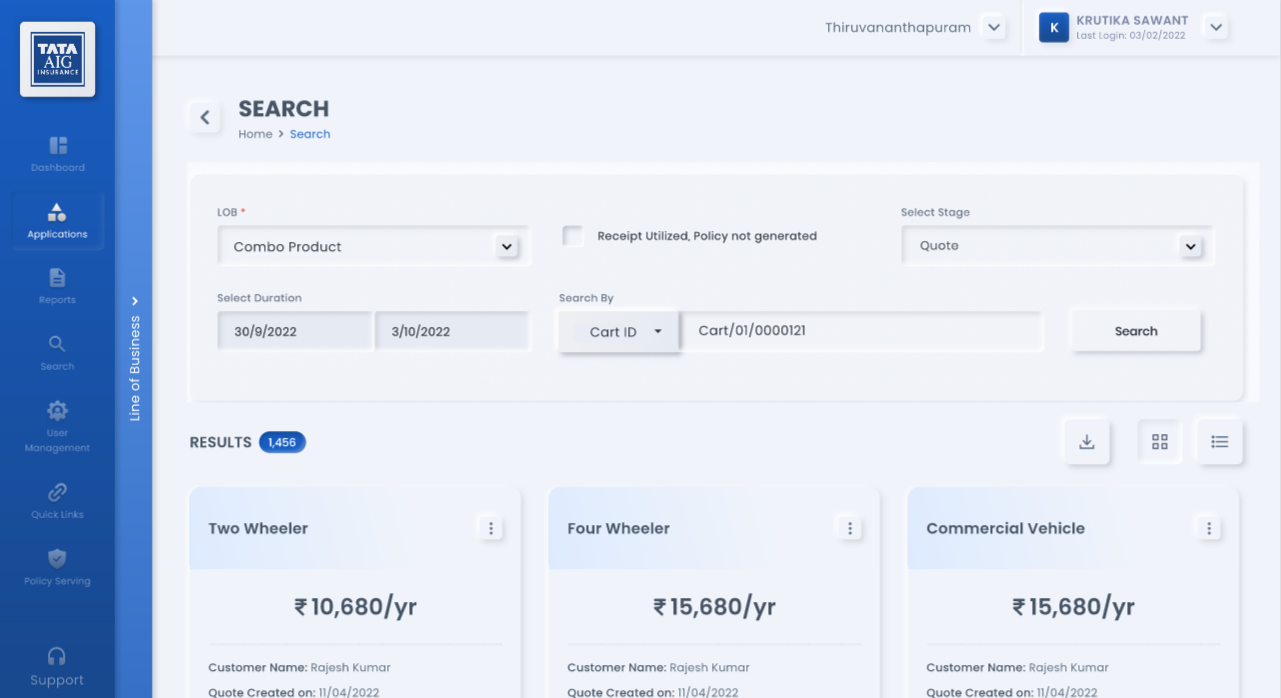 TATA
AIG
INSURANCE
Dashboard
Applications
Reports
Search
User
Management
Quick Links
Policy Serving
Support
Line of Business
Thiruvananthapuram
K
KRUTIKA SAWANT
Last Login: 03/02/2022
SEARCH
Home > Search
LOB *
Combo Product
Receipt Utilized, Policy not generated
Select Stage
Quote
Select Duration
30/9/2022
3/10/2022
Search By
Cart ID
Cart/01/0000121
Search
RESULTS 1,456
Two Wheeler
₹10,680/yr
Customer Name: Rajesh Kumar
Quote Created on: 11/04/2022
Four Wheeler
₹15,680/yr
Customer Name: Rajesh Kumar
Quote Created on: 11/04/2022
Commercial Vehicle
₹15,680/yr
Customer Name: Rajesh Kumar
Quote Created on: 11/04/2022